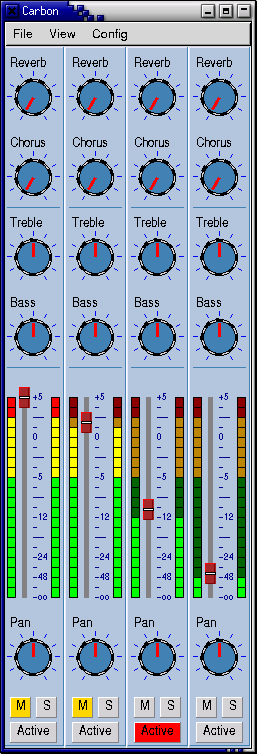 Carbon
File View Config
Reverb Reverb Reverb Reverb
Chorus Chorus Chorus Chorus
Treble Treble Treble Treble
Bass Bass Bass Bass
+5 +5 +5 +5
0 0 0 0
-5 -5 -5 -5
-12 -12 -12 -12
-24 -24 -24 -24
-48 -48 -48 -48
-oo -oo -oo -oo
Pan Pan Pan Pan
M S M S M S M S
Active Active Active Active